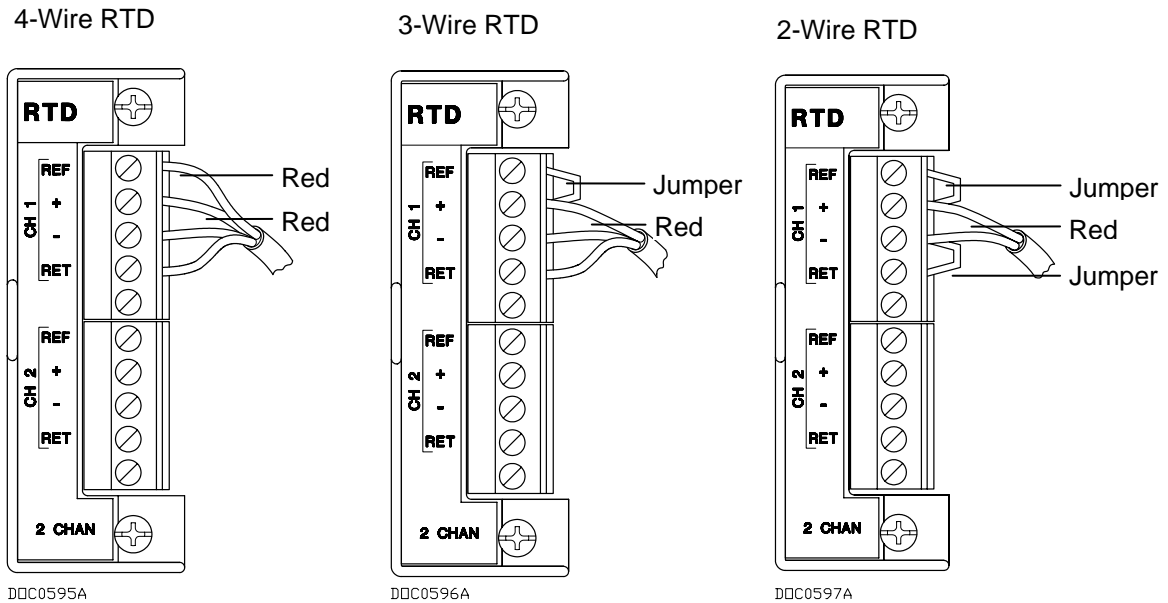 4-Wire RTD
RTD
REF
+
-
RET
CH 1
REF
+
-
RET
CH 2
2 CHAN
Red
Red
DOC0595A
3-Wire RTD
RTD
REF
+
-
RET
CH 1
REF
+
-
RET
CH 2
2 CHAN
Jumper
Red
DOC0596A
2-Wire RTD
RTD
REF
+
-
RET
CH 1
REF
+
-
RET
CH 2
2 CHAN
Jumper
Red
Jumper
DOC0597A